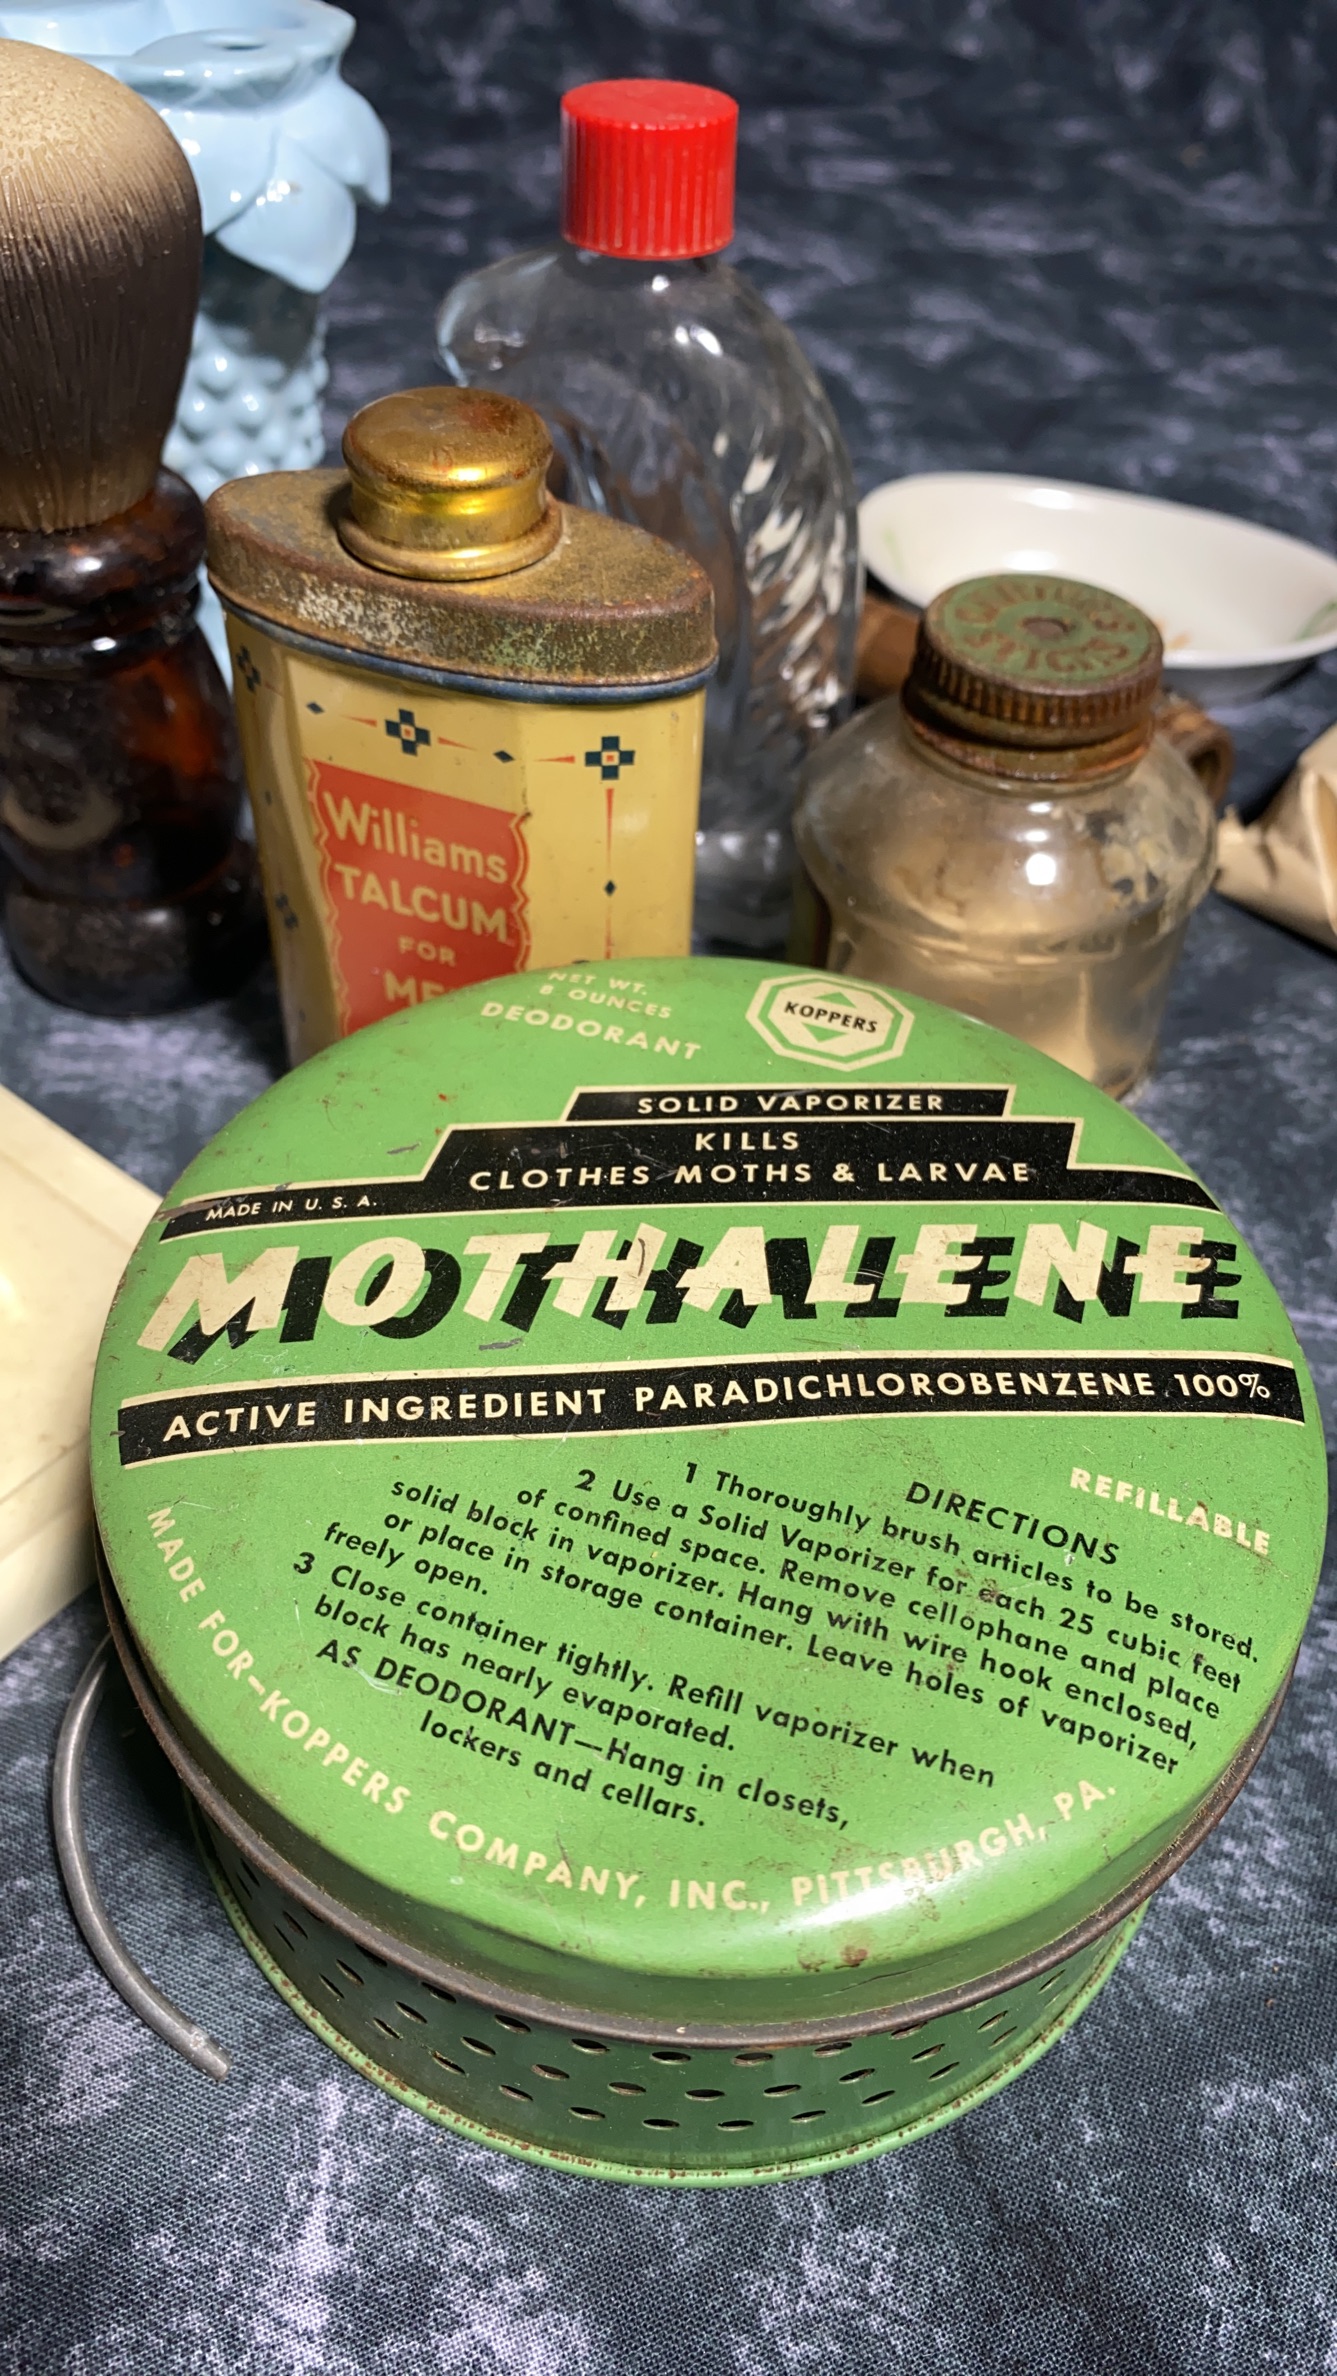 Williams
TALCUM
FOR
NET WT.
8 OUNCES
DEODORANT
KOPPERS
SOLID VAPORIZER
KILLS
CLOTHES MOTHS & LARVAE
MADE IN U. S. A.
MOTHALENE
ACTIVE INGREDIENT PARADICHLOROBENZENE 100%
REFILLABLE
DIRECTIONS
1 Thoroughly brush articles to be stored.
2 Use a Solid Vaporizer for each 25 cubic feet
of confined space. Remove cellophane and place
solid block in vaporizer. Hang with wire hook enclosed,
or place in storage container. Leave holes of vaporizer
freely open.
3 Close container tightly. Refill vaporizer when
block has nearly evaporated.
AS DEODORANT—Hang in closets,
lockers and cellars.
MADE FOR—KOPPERS COMPANY, INC., PITTSBURGH, PA.